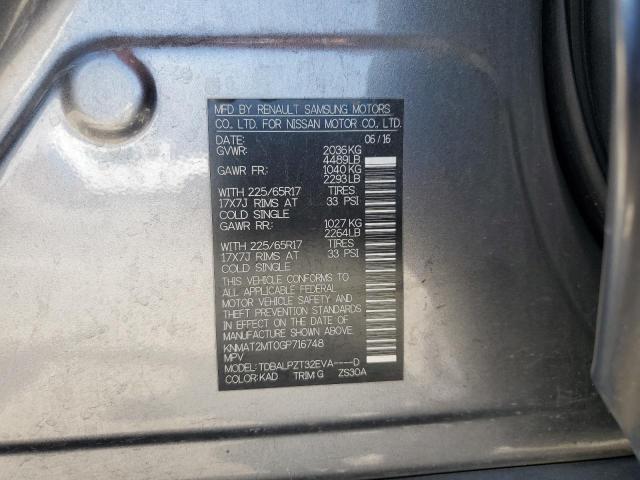 MFD BY RENAULT SAMSUNG MOTORS
CO., LTD. FOR NISSAN MOTOR CO., LTD.
DATE: 06/16
GVWR: 2036KG
4489LB
GAWR FR: 1040KG
2293LB
WITH 225/65R17 TIRES
17X7J RIMS AT 33 PSI
COLD SINGLE
GAWR RR: 1027KG
2264LB
WITH 225/65R17 TIRES
17X7J RIMS AT 33 PSI
COLD SINGLE
THIS VEHICLE CONFORMS TO
ALL APPLICABLE FEDERAL
MOTOR VEHICLE SAFETY AND
THEFT PREVENTION STANDARDS
IN EFFECT ON THE DATE OF
MANUFACTURE SHOWN ABOVE
KNMAT2MT0GP716748
MPV
MODEL: TDBALPZT32EVA----D
COLOR: KAD TRIM G ZS30A